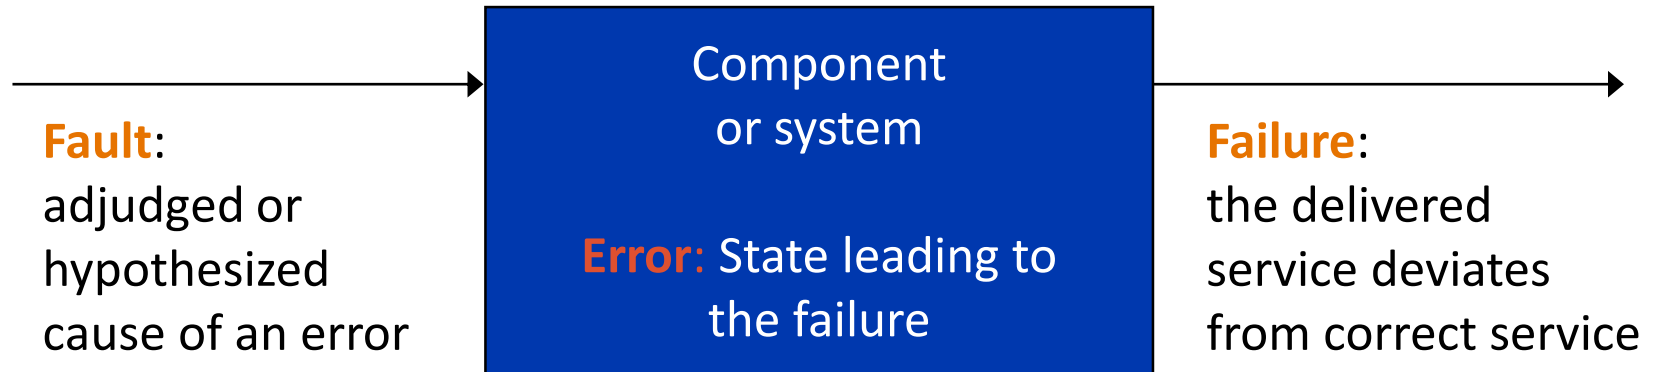 Fault:
adjudged or
hypothesized
cause of an error
Component
or system
Error: State leading to
the failure
Failure:
the delivered
service deviates
from correct service